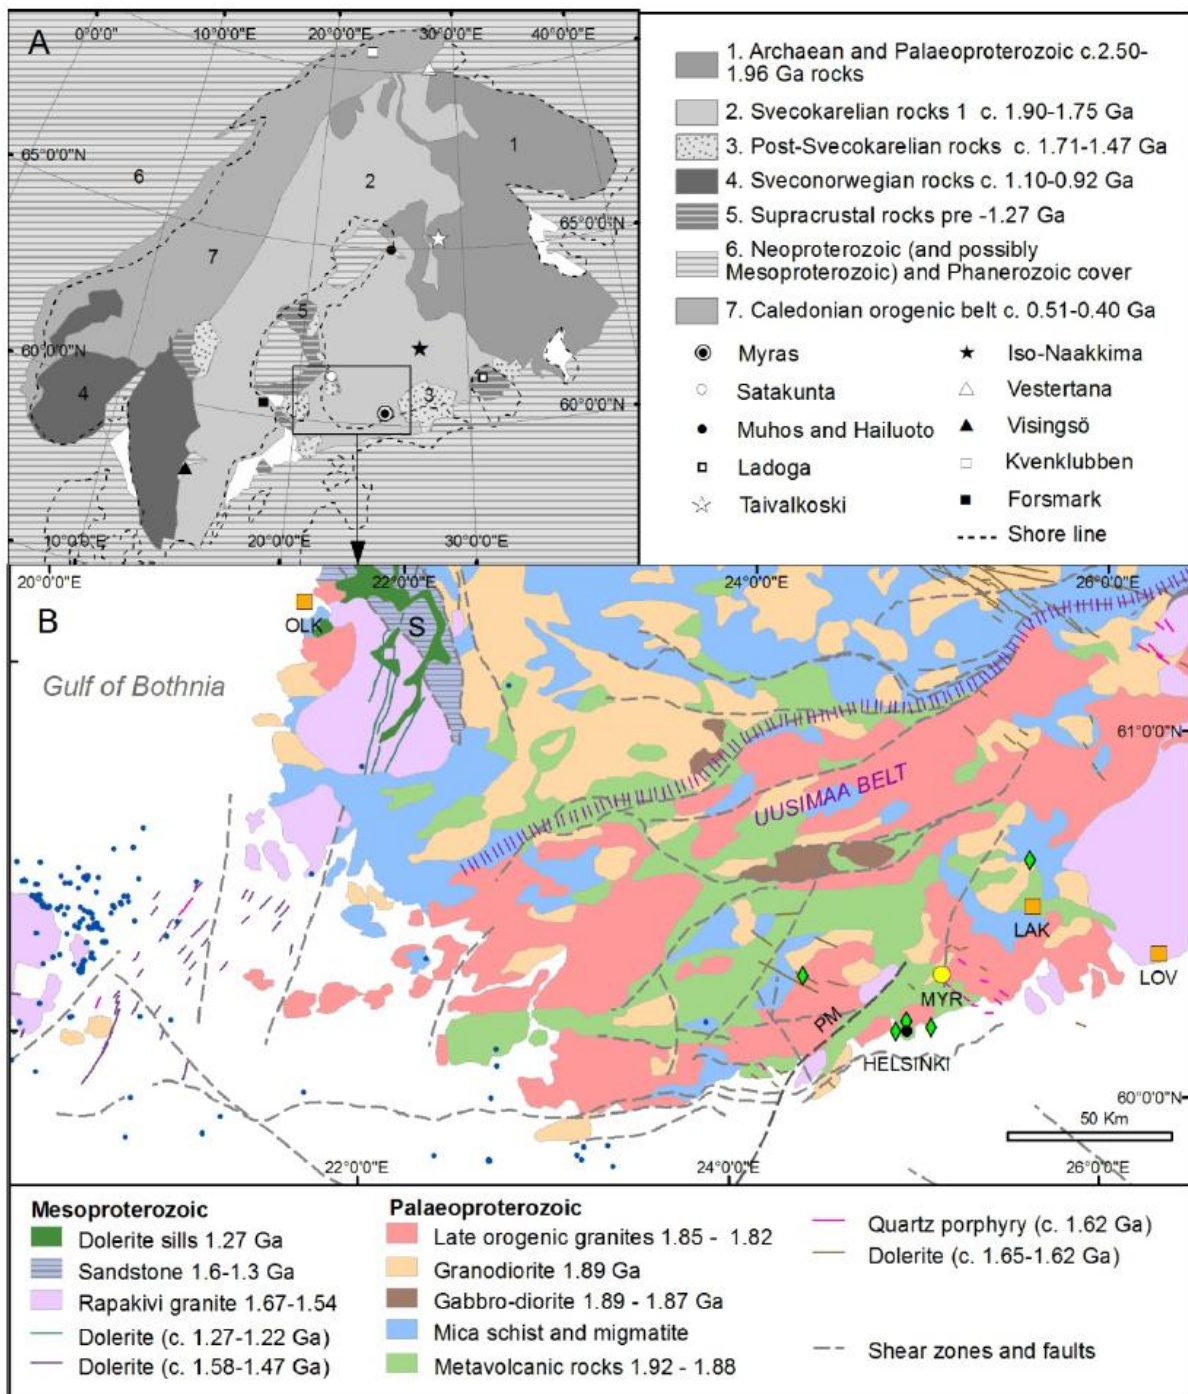 A
0°0'0"E
10°0'0"E
20°0'0"E
30°0'0"E
40°0'0"E
65°0'0"N
60°0'0"N
65°0'0"N
60°0'0"N
10°0'0"E
20°0'0"E
30°0'0"E
1
2
3
4
5
6
7
1. Archaean and Palaeoproterozoic c.2.50-
1.96 Ga rocks
2. Svecokarelian rocks 1 c. 1.90-1.75 Ga
3. Post-Svecokarelian rocks c. 1.71-1.47 Ga
4. Sveconorwegian rocks c. 1.10-0.92 Ga
5. Supracrustal rocks pre -1.27 Ga
6. Neoproterozoic (and possibly
Mesoproterozoic) and Phanerozoic cover
7. Caledonian orogenic belt c. 0.51-0.40 Ga
Myras
Satakunta
Muhos and Hailuoto
Ladoga
Taivalkoski
Iso-Naakkima
Vestertana
Visingsö
Kvenklubben
Forsmark
Shore line
20°0'0"E
22°0'0"E
24°0'0"E
26°0'0"E
B
OLK
S
Gulf of Bothnia
61°0'0"N
UUSIMAA BELT
LAK
LOV
MYR
PM
HELSINKI
60°0'0"N
50 Km
22°0'0"E
24°0'0"E
26°0'0"E
Mesoproterozoic
Dolerite sills 1.27 Ga
Sandstone 1.6-1.3 Ga
Rapakivi granite 1.67-1.54
Dolerite (c. 1.27-1.22 Ga)
Dolerite (c. 1.58-1.47 Ga)
Palaeoproterozoic
Late orogenic granites 1.85 - 1.82
Granodiorite 1.89 Ga
Gabbro-diorite 1.89 - 1.87 Ga
Mica schist and migmatite
Metavolcanic rocks 1.92 - 1.88
Quartz porphyry (c. 1.62 Ga)
Dolerite (c. 1.65-1.62 Ga)
Shear zones and faults